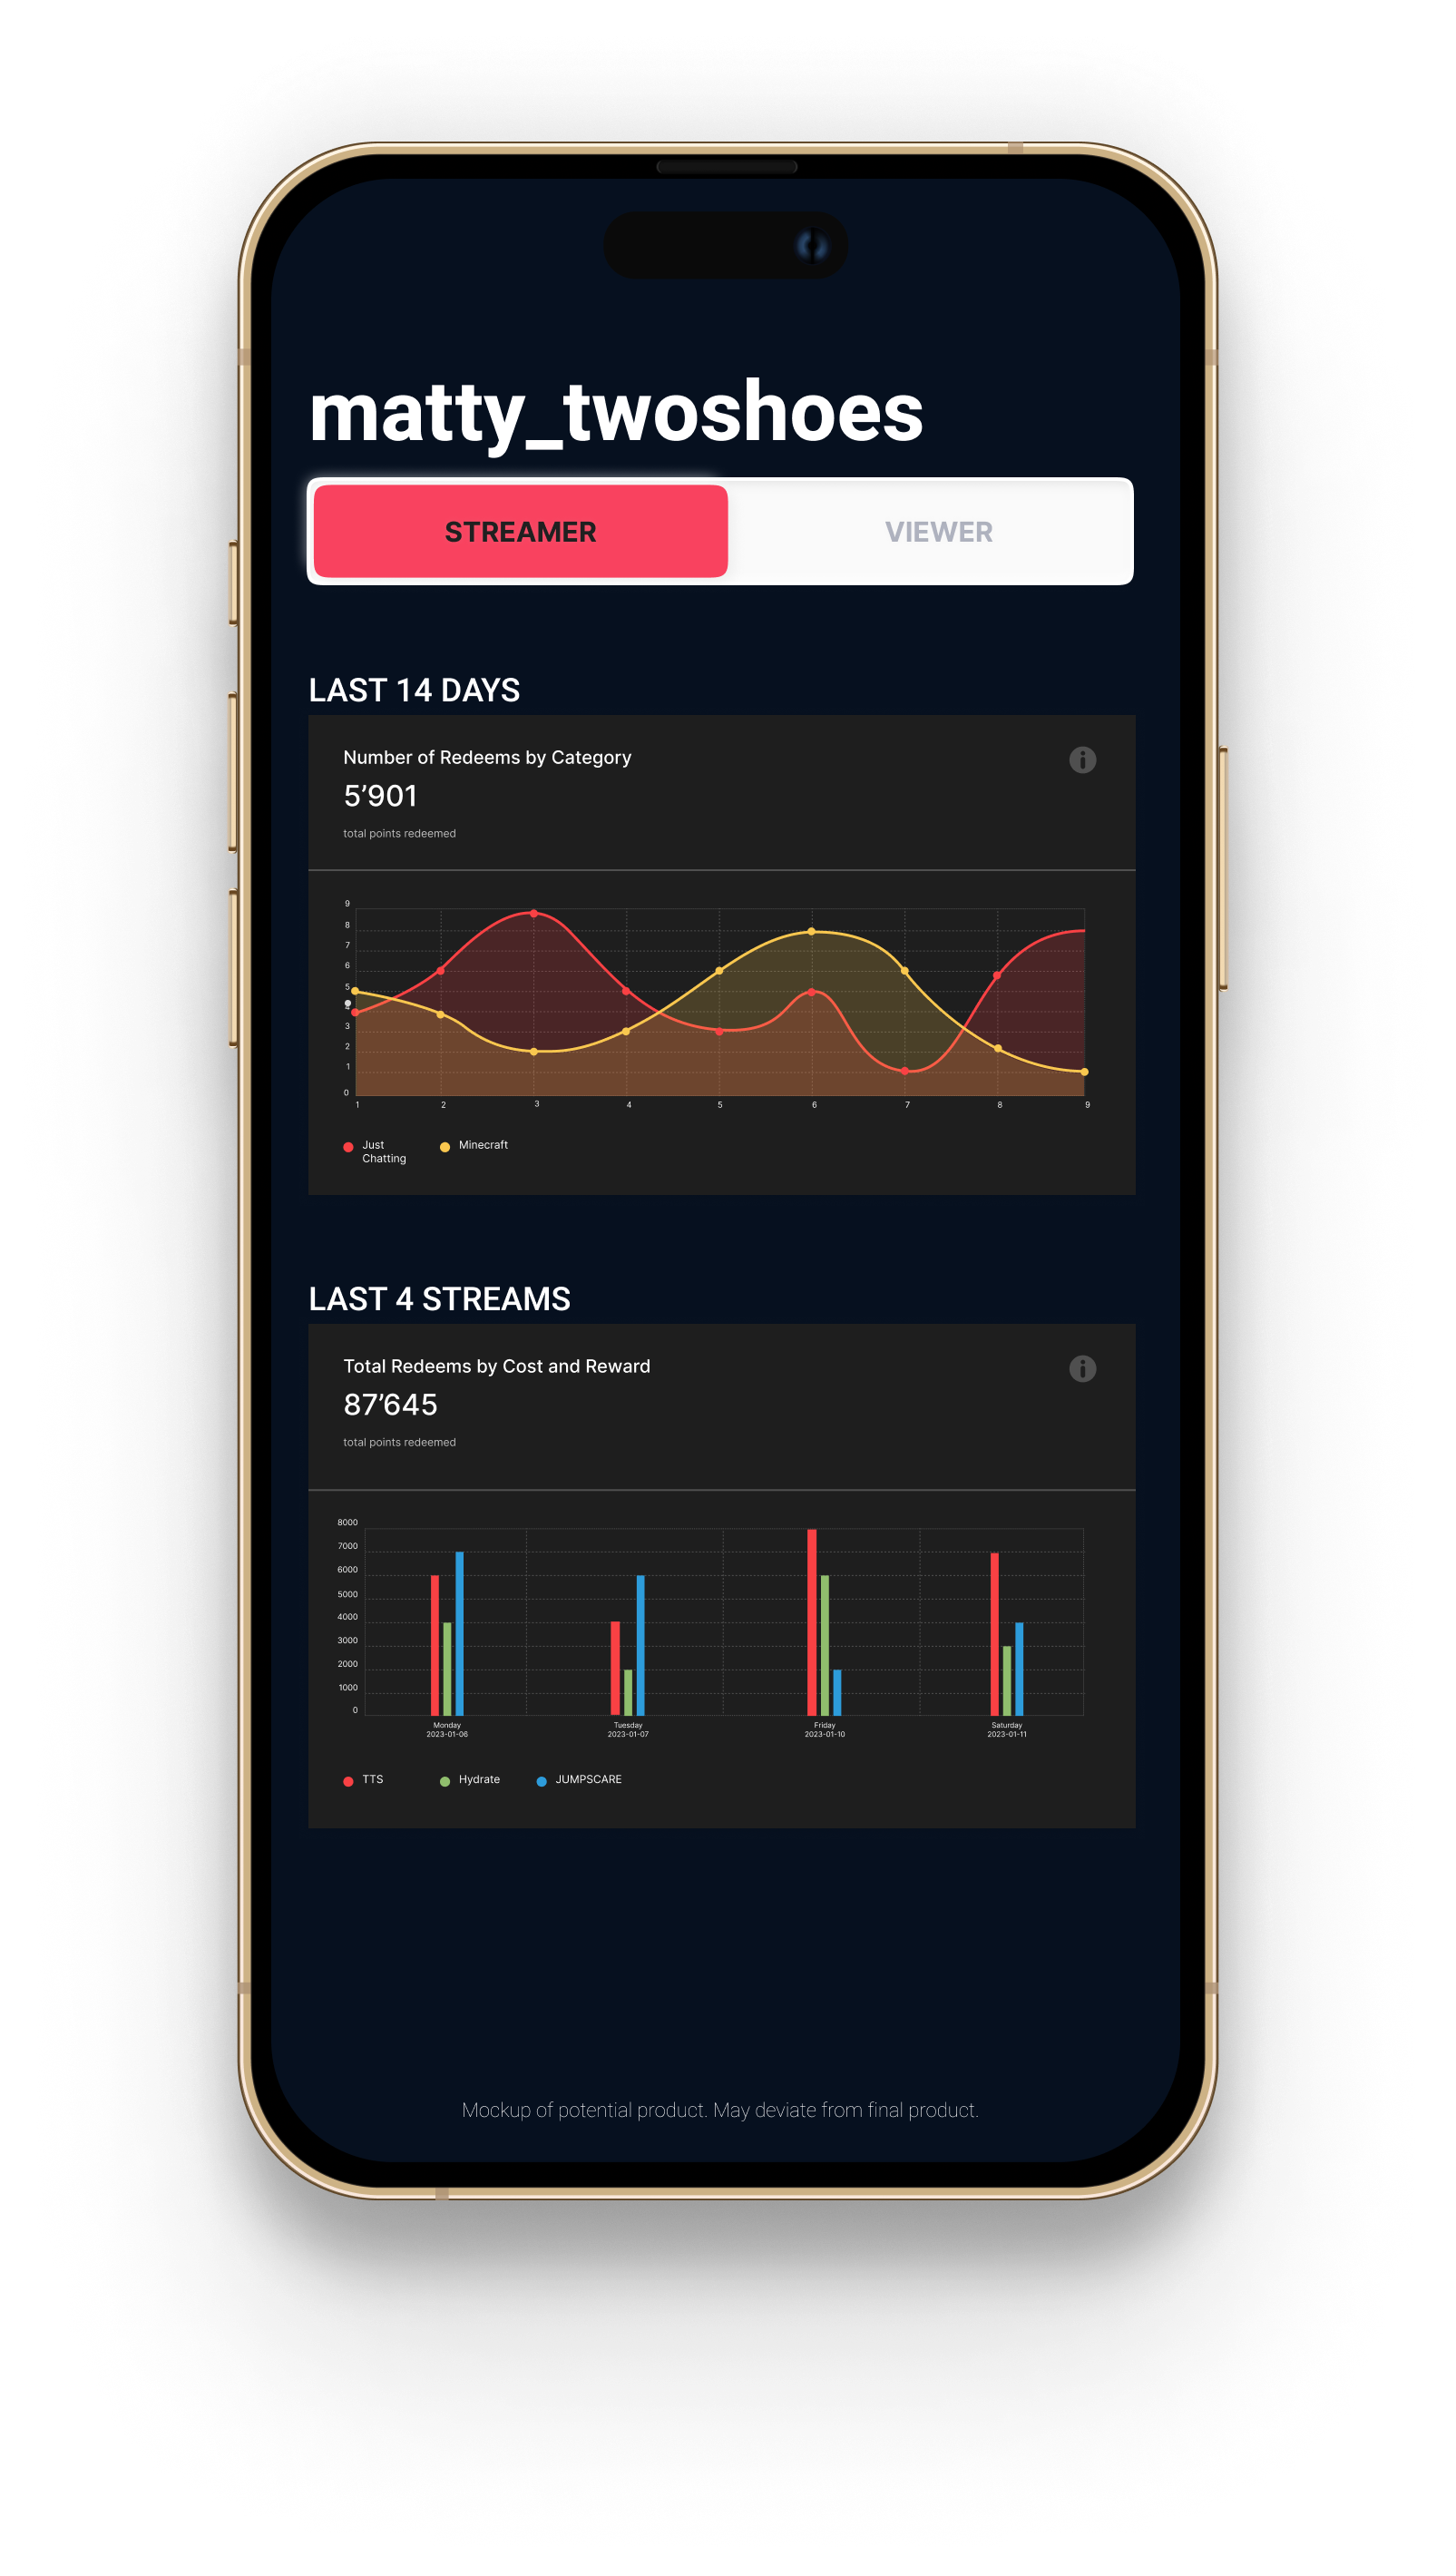 matty_twoshoes
STREAMER VIEWER
LAST 14 DAYS
Number of Redeems by Category
5’901
total points redeemed
9
8
7
6
5
4
3
2
1
0
1 2 3 4 5 6 7 8 9
Just
Chatting
Minecraft
LAST 4 STREAMS
Total Redeems by Cost and Reward
87’645
total points redeemed
8000
7000
6000
5000
4000
3000
2000
1000
0
Monday
2023-01-06
Tuesday
2023-01-07
Friday
2023-01-10
Saturday
2023-01-11
TTS Hydrate JUMPSCARE
Mockup of potential product. May deviate from final product.